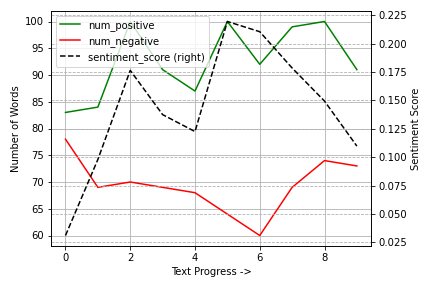 num_positive
num_negative
sentiment_score (right)
100
95
90
85
80
75
70
65
60
Number of Words
0.225
0.200
0.175
0.150
0.125
0.100
0.075
0.050
0.025
Sentiment Score
0 2 4 6 8
Text Progress ->